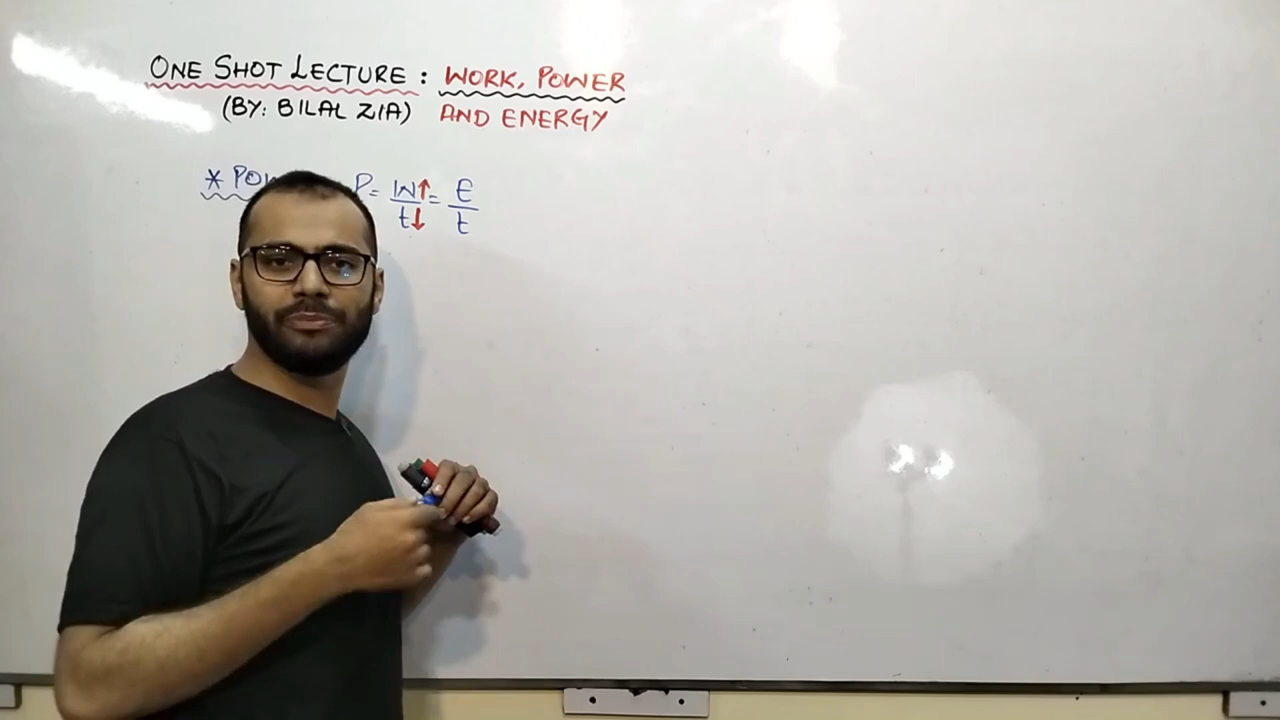 ONE SHOT LECTURE : WORK, POWER
(BY: BILAL ZIA) AND ENERGY
* P= W↑/t↓ = E/t